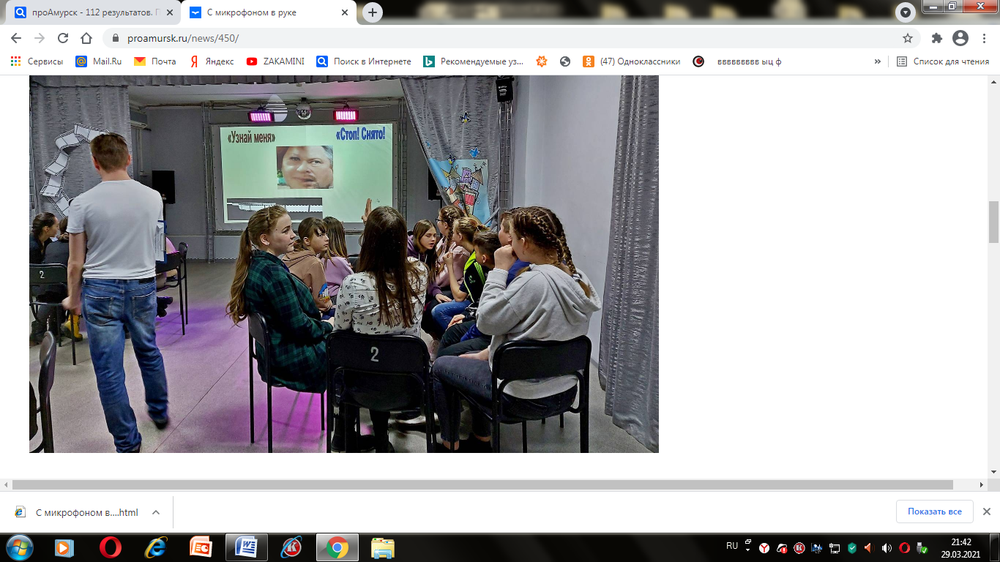 проАмурск - 112 результатов. П
С микрофоном в руке
proamursk.ru/news/450/
Сервисы
Mail.Ru
Почта
Яндекс
ZAKAMINI
Поиск в Интернете
Рекомендуемые уз...
(47) Одноклассники
ввввввввв ыц ф
»
Список для чтения
«Узнай меня»
«Стоп! Снято!
2
2
С микрофоном в....html
Показать все
RU
21:42
29.03.2021